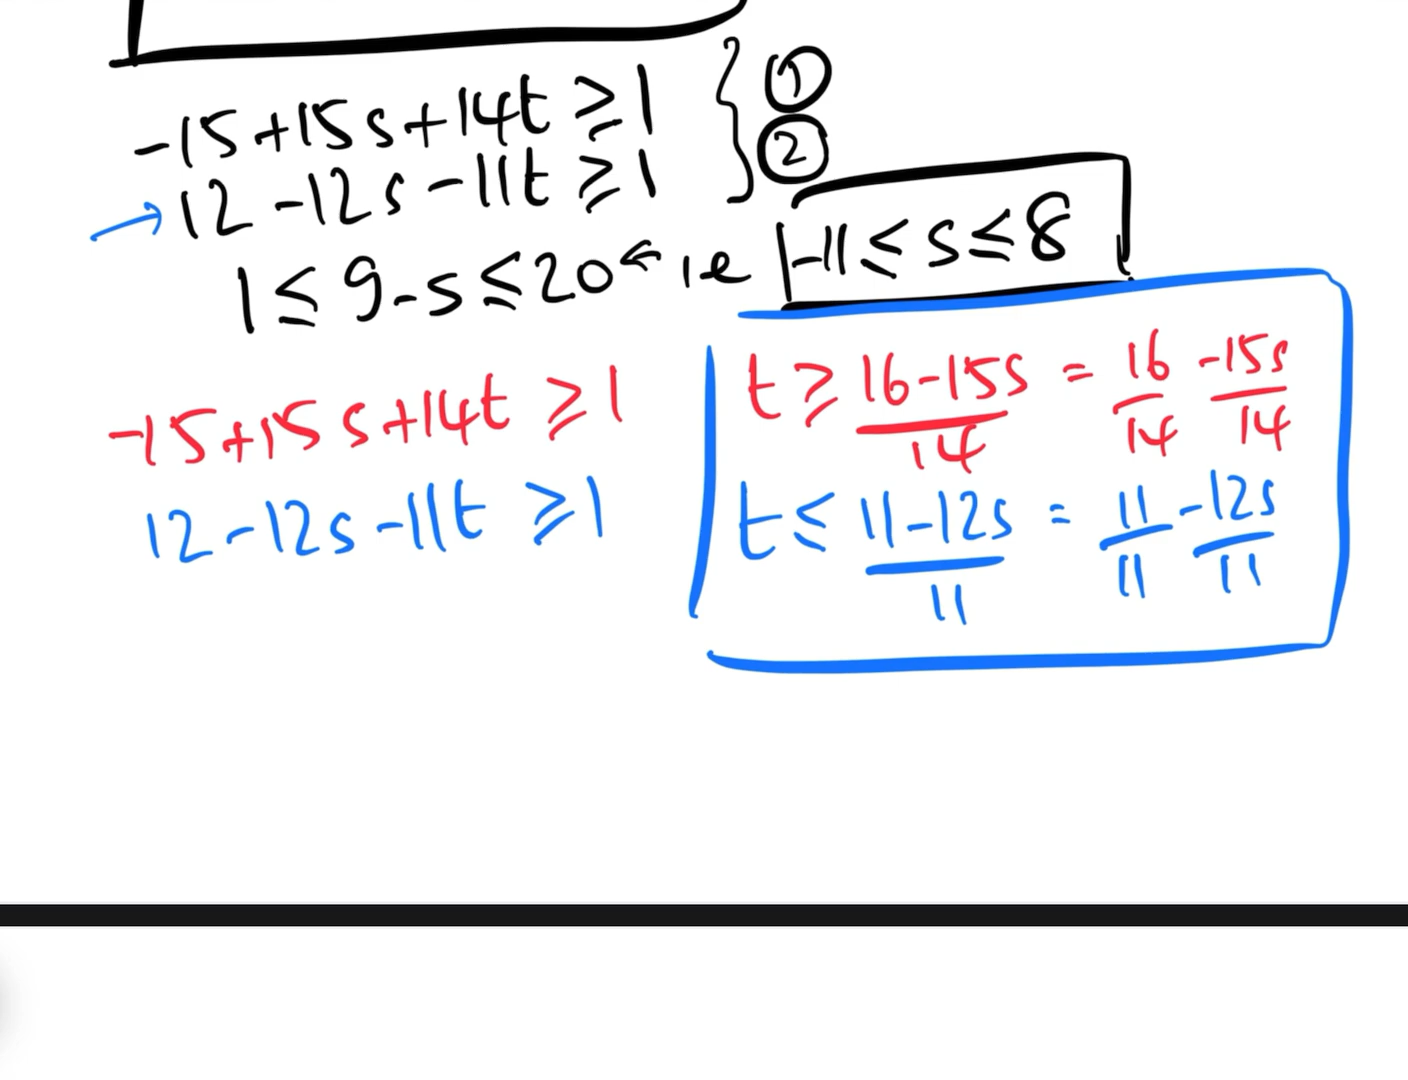 -15+15s+14t ≥ 1 } ①
→ 12-12s-11t ≥ 1 } ②
1 ≤ 9-s ≤ 20 ← ie -11 ≤ s ≤ 8
-15+15s+14t ≥ 1
t ≥ (16-15s)/14 = 16/14 -15s/14
12-12s-11t ≥ 1
t ≤ (11-12s)/11 = 11/11 -12s/11